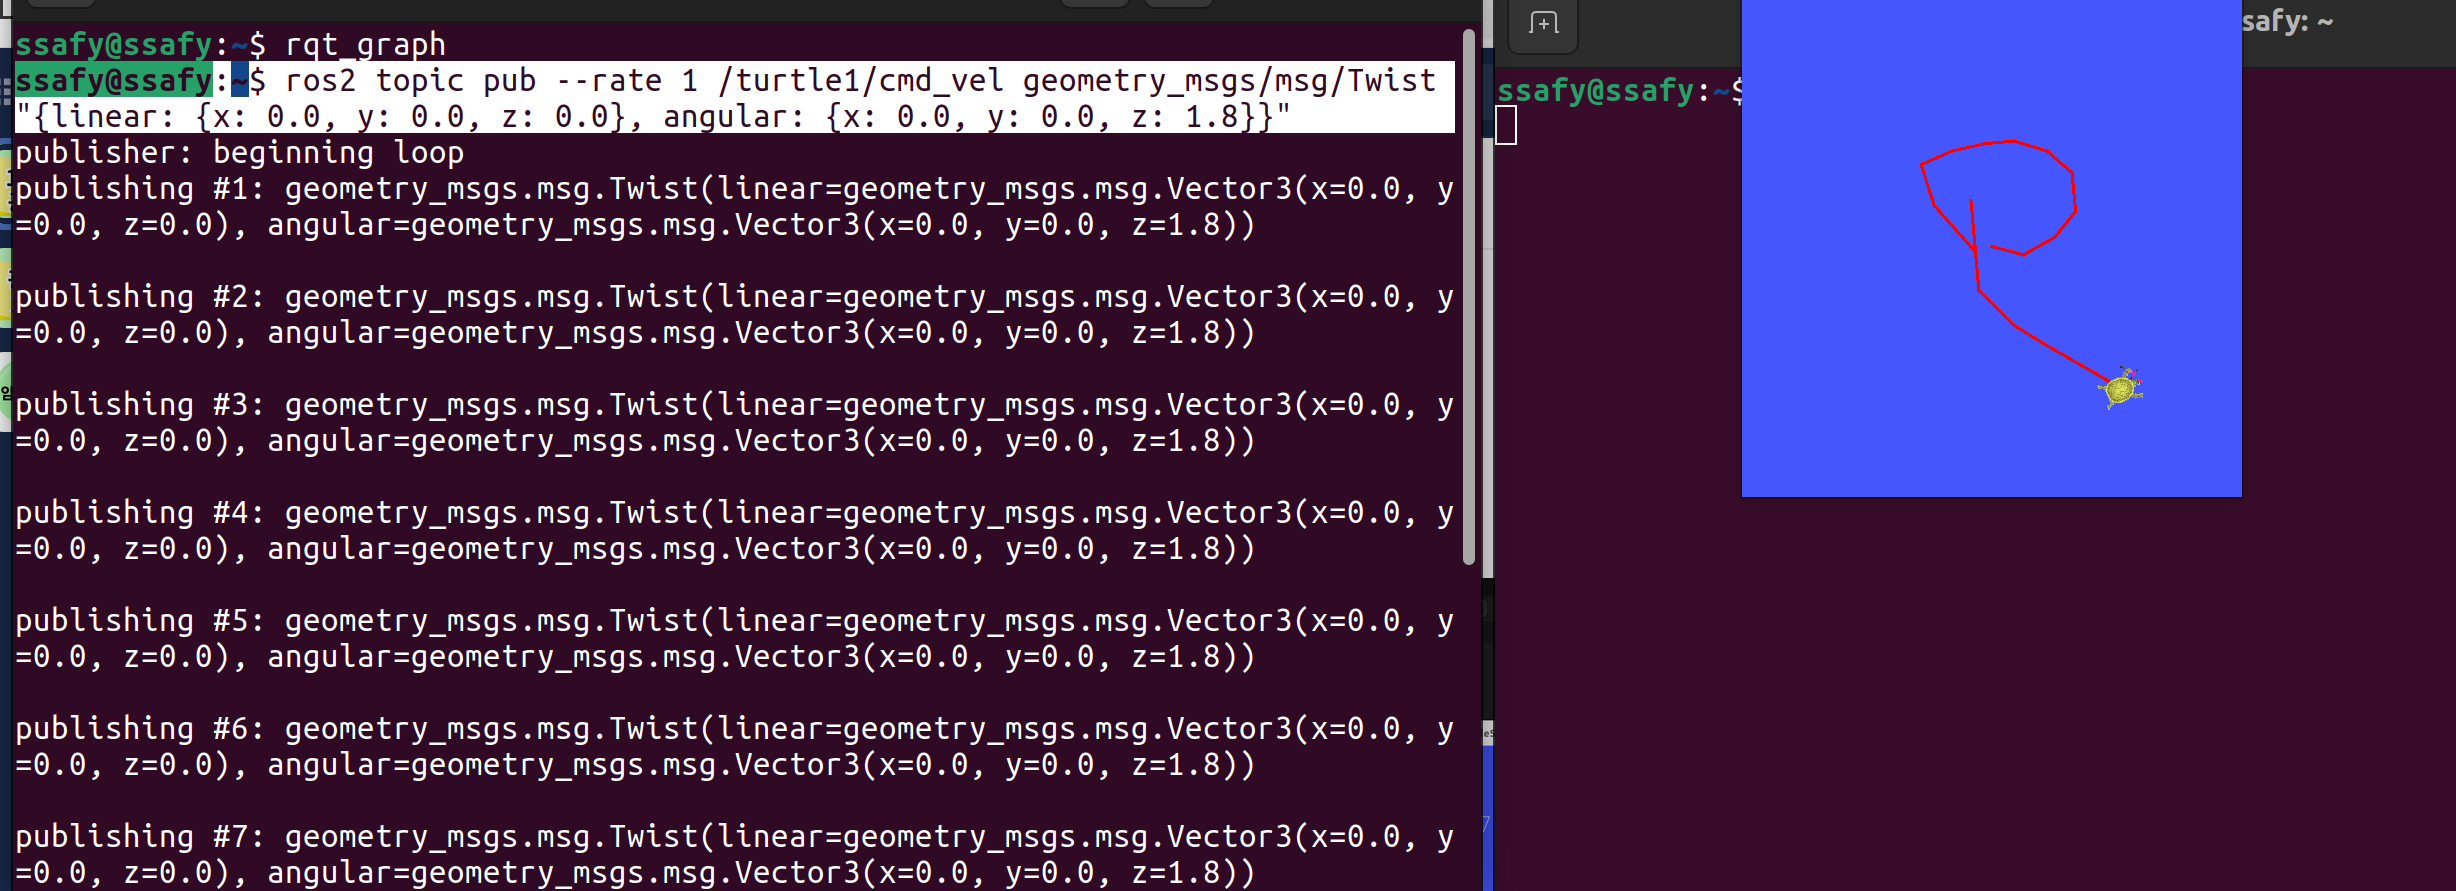 ssafy@ssafy:~$ rqt_graph
ssafy@ssafy:~$ ros2 topic pub --rate 1 /turtle1/cmd_vel geometry_msgs/msg/Twist
"{linear: {x: 0.0, y: 0.0, z: 0.0}, angular: {x: 0.0, y: 0.0, z: 1.8}}"
publisher: beginning loop
publishing #1: geometry_msgs.msg.Twist(linear=geometry_msgs.msg.Vector3(x=0.0, y
=0.0, z=0.0), angular=geometry_msgs.msg.Vector3(x=0.0, y=0.0, z=1.8))
publishing #2: geometry_msgs.msg.Twist(linear=geometry_msgs.msg.Vector3(x=0.0, y
=0.0, z=0.0), angular=geometry_msgs.msg.Vector3(x=0.0, y=0.0, z=1.8))
publishing #3: geometry_msgs.msg.Twist(linear=geometry_msgs.msg.Vector3(x=0.0, y
=0.0, z=0.0), angular=geometry_msgs.msg.Vector3(x=0.0, y=0.0, z=1.8))
publishing #4: geometry_msgs.msg.Twist(linear=geometry_msgs.msg.Vector3(x=0.0, y
=0.0, z=0.0), angular=geometry_msgs.msg.Vector3(x=0.0, y=0.0, z=1.8))
publishing #5: geometry_msgs.msg.Twist(linear=geometry_msgs.msg.Vector3(x=0.0, y
=0.0, z=0.0), angular=geometry_msgs.msg.Vector3(x=0.0, y=0.0, z=1.8))
publishing #6: geometry_msgs.msg.Twist(linear=geometry_msgs.msg.Vector3(x=0.0, y
=0.0, z=0.0), angular=geometry_msgs.msg.Vector3(x=0.0, y=0.0, z=1.8))
publishing #7: geometry_msgs.msg.Twist(linear=geometry_msgs.msg.Vector3(x=0.0, y
=0.0, z=0.0), angular=geometry_msgs.msg.Vector3(x=0.0, y=0.0, z=1.8))
safy: ~
ssafy@ssafy:~$